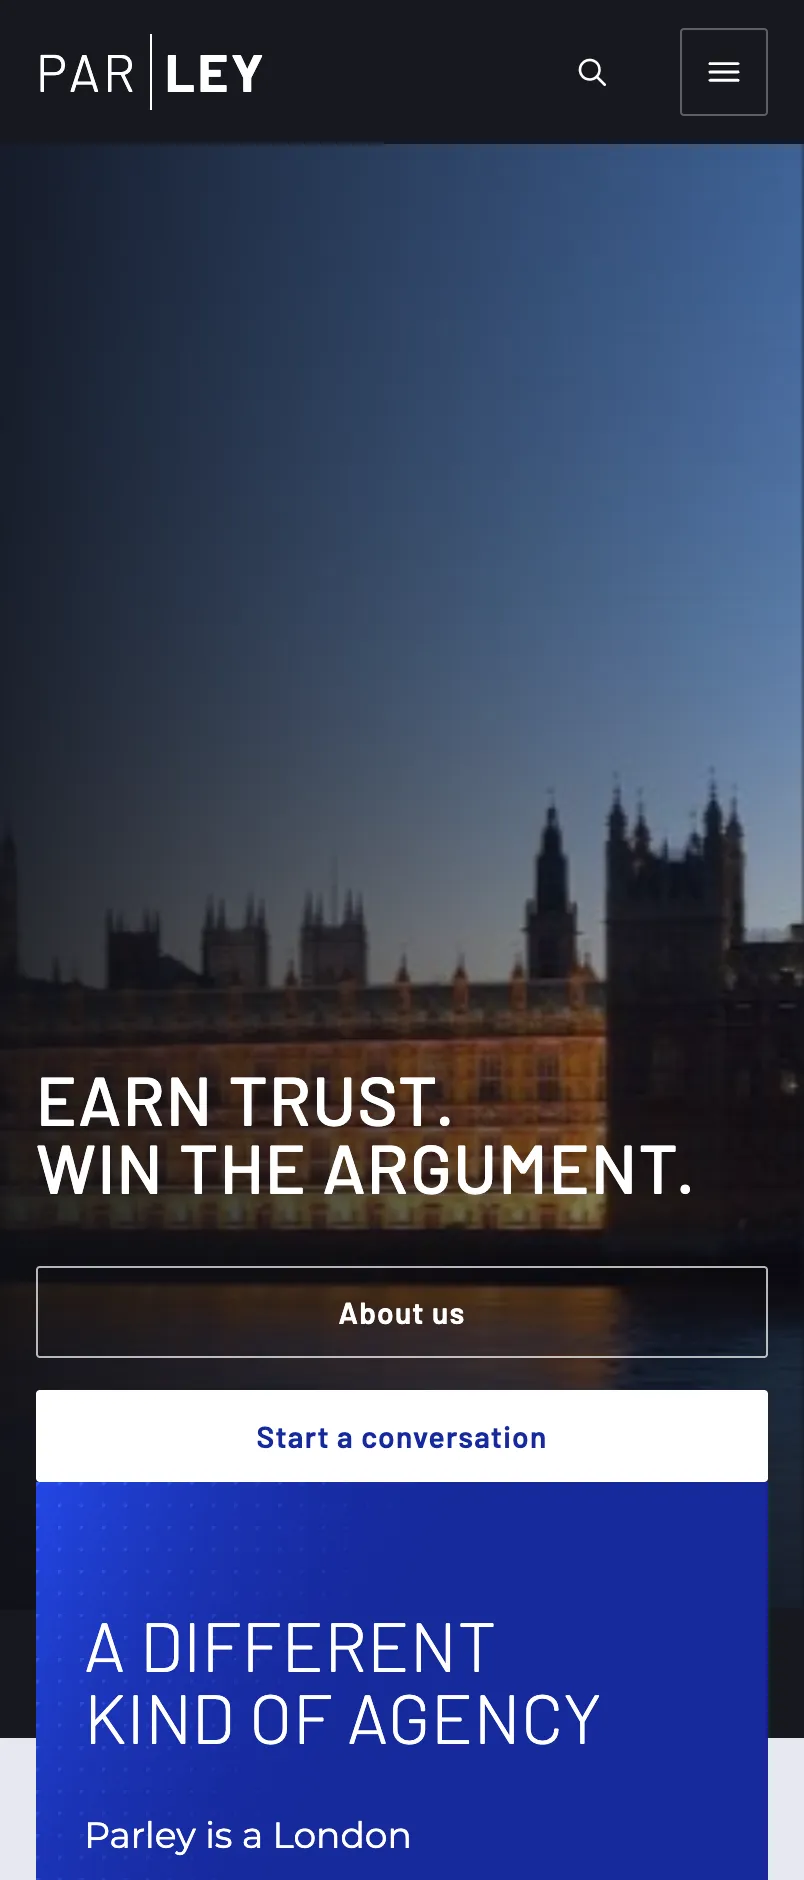 PAR|LEY
EARN TRUST.
WIN THE ARGUMENT.
About us
Start a conversation
A DIFFERENT
KIND OF AGENCY
Parley is a London